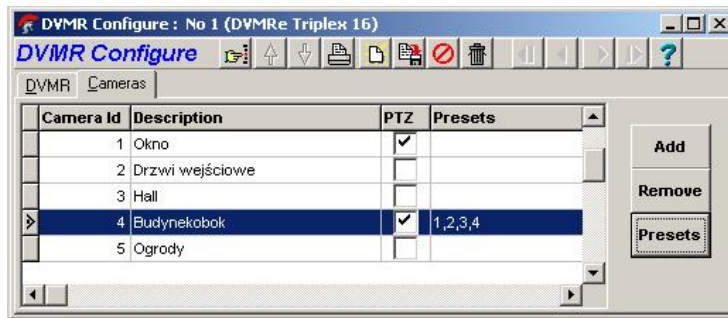 DVMR Configure : No 1 (DVMRe Triplex 16)
DVMR Configure
DVMR Cameras
Camera Id Description PTZ Presets
1 Okno
2 Drzwi wejściowe
3 Hall
4 Budynekobok 1,2,3,4
5 Ogrody
Add
Remove
Presets